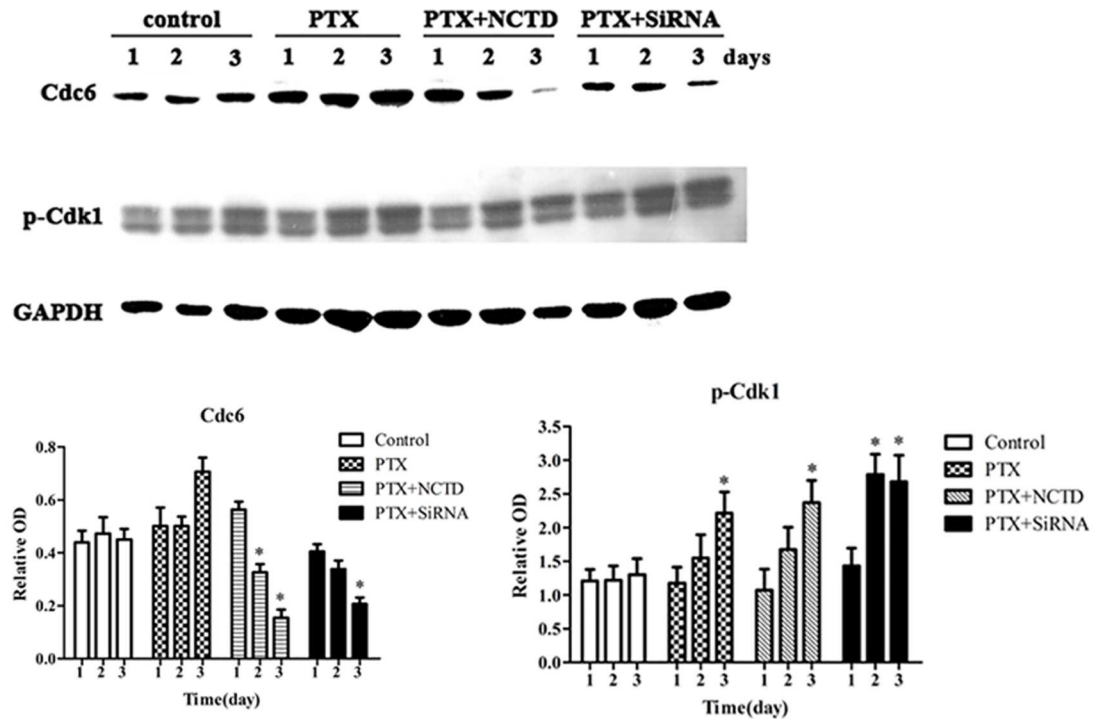 control PTX PTX+NCTD PTX+SiRNA
1 2 3 1 2 3 1 2 3 1 2 3 days
Cdc6
p-Cdk1
GAPDH
Cdc6
Control
PTX
PTX+NCTD
PTX+SiRNA
Relative OD
0.8
0.6
0.4
0.2
0.0
* * *
1 2 3 1 2 3 1 2 3 1 2 3
Time(day)
p-Cdk1
Control
PTX
PTX+NCTD
PTX+SiRNA
Relative OD
3.5
3.0
2.5
2.0
1.5
1.0
0.5
0.0
* * * *
1 2 3 1 2 3 1 2 3 1 2 3
Time(day)